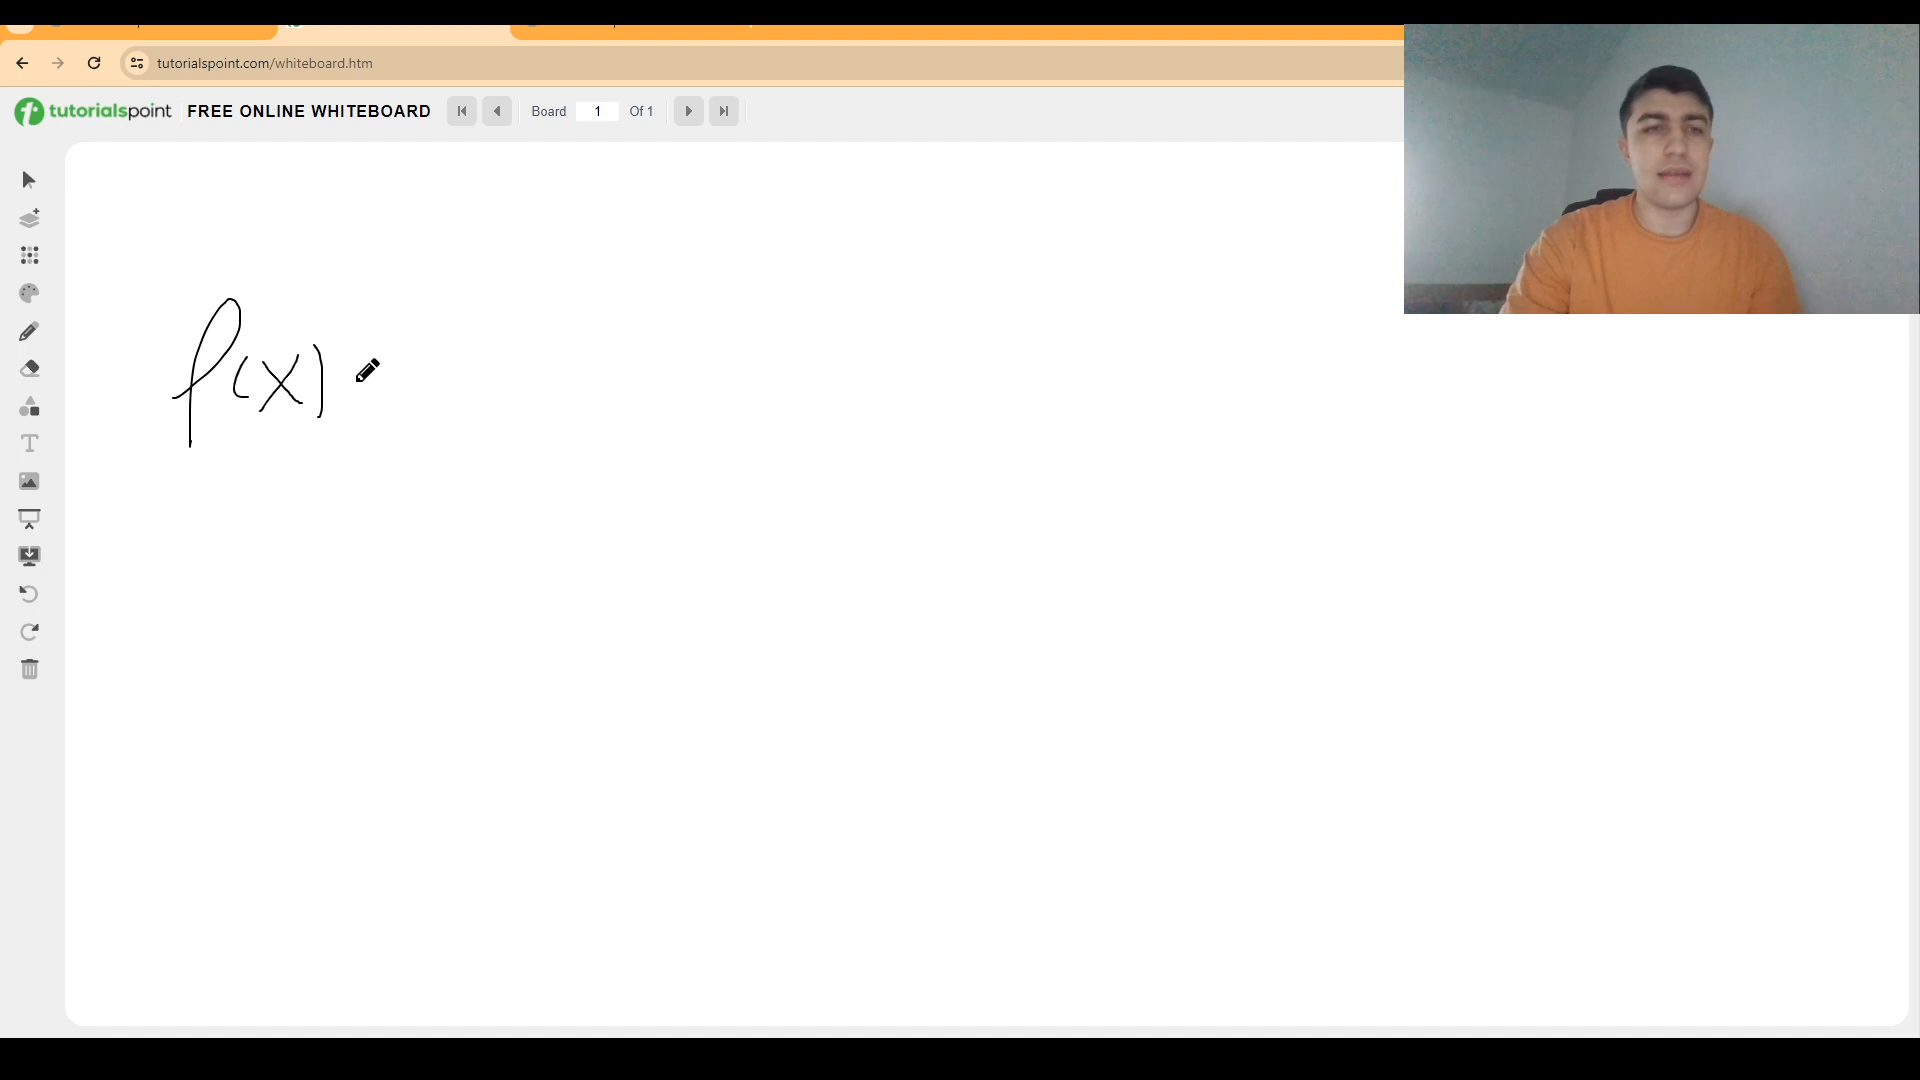 tutorialspoint.com/whiteboard.htm
tutorialspoint FREE ONLINE WHITEBOARD Board 1 Of 1
T
f(x)